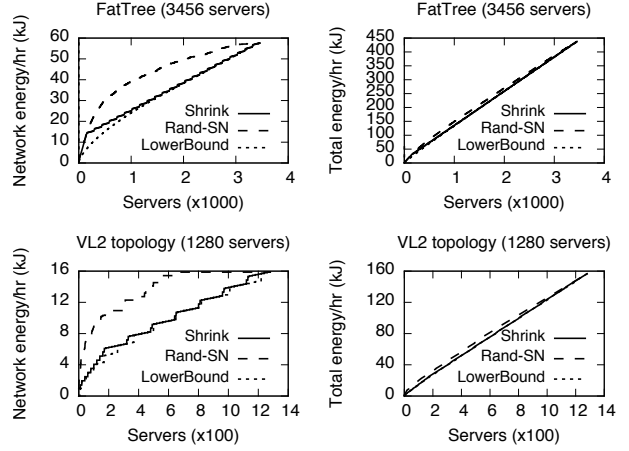 FatTree (3456 servers)
Network energy/hr (kJ)
60
50
40
30
20
10
0
Shrink
Rand-SN
LowerBound
0 1 2 3 4
Servers (x1000)
FatTree (3456 servers)
Total energy/hr (kJ)
450
400
350
300
250
200
150
100
50
0
Shrink
Rand-SN
LowerBound
0 1 2 3 4
Servers (x1000)
VL2 topology (1280 servers)
Network energy/hr (kJ)
16
12
8
4
0
Shrink
Rand-SN
LowerBound
0 2 4 6 8 10 12 14
Servers (x100)
VL2 topology (1280 servers)
Total energy/hr (kJ)
160
120
80
40
0
Shrink
Rand-SN
LowerBound
0 2 4 6 8 10 12 14
Servers (x100)